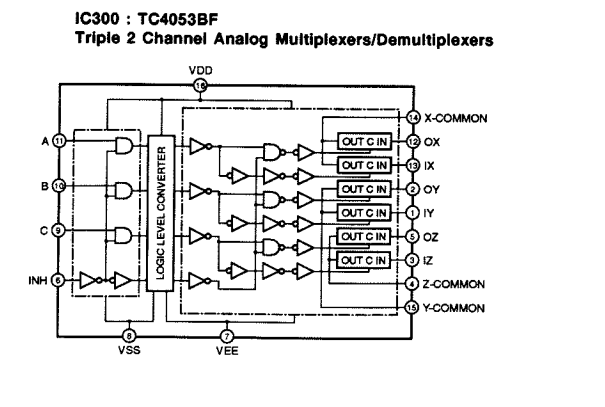 IC300 : TC4053BF
Triple 2 Channel Analog Multiplexers/Demultiplexers
VDD
16
14 X-COMMON
A 11
OUT C IN 12 OX
OUT C IN 13 IX
B 10
OUT C IN 2 OY
OUT C IN 1 IY
C 9
OUT C IN 5 OZ
OUT C IN 3 IZ
LOGIC LEVEL CONVERTER
INH 6
4 Z-COMMON
15 Y-COMMON
8
VSS
7
VEE